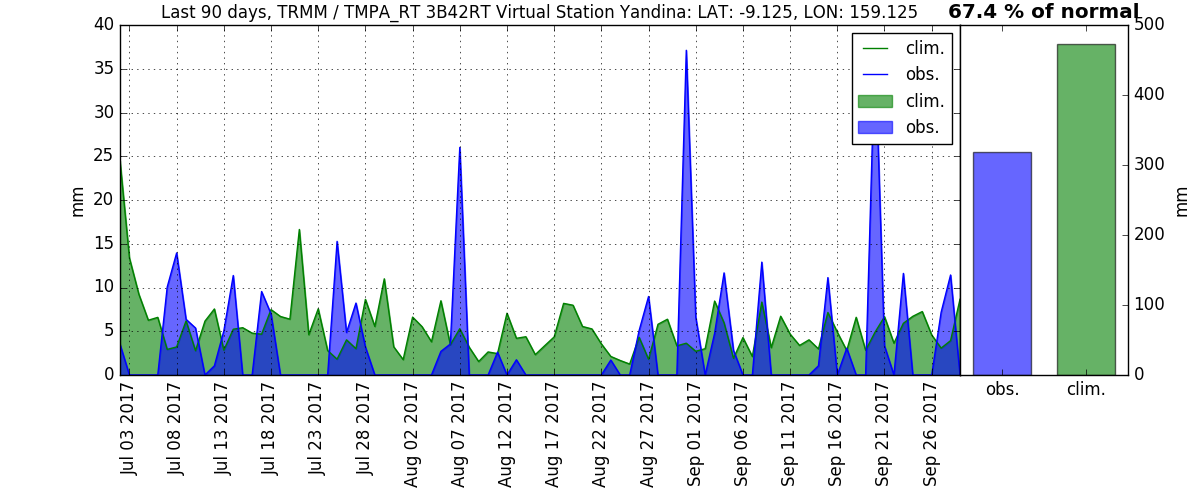 Last 90 days, TRMM / TMPA_RT 3B42RT Virtual Station Yandina: LAT: -9.125, LON: 159.125
67.4 % of normal
clim.
obs.
clim.
obs.
mm
40
35
30
25
20
15
10
5
0
Jul 03 2017
Jul 08 2017
Jul 13 2017
Jul 18 2017
Jul 23 2017
Jul 28 2017
Aug 02 2017
Aug 07 2017
Aug 12 2017
Aug 17 2017
Aug 22 2017
Aug 27 2017
Sep 01 2017
Sep 06 2017
Sep 11 2017
Sep 16 2017
Sep 21 2017
Sep 26 2017
500
400
300
200
100
0
mm
obs.
clim.